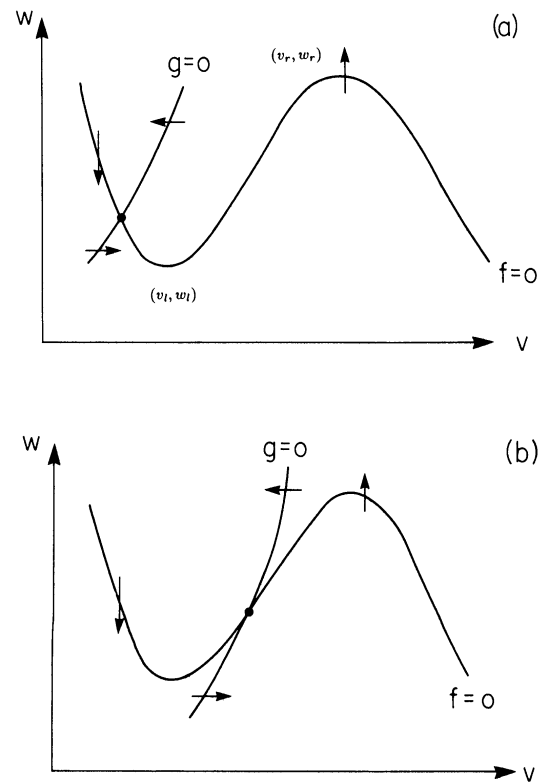 w
(a)
g=o
(v_r, w_r)
(v_l, w_l)
f=o
v
w
(b)
g=o
f=o
v